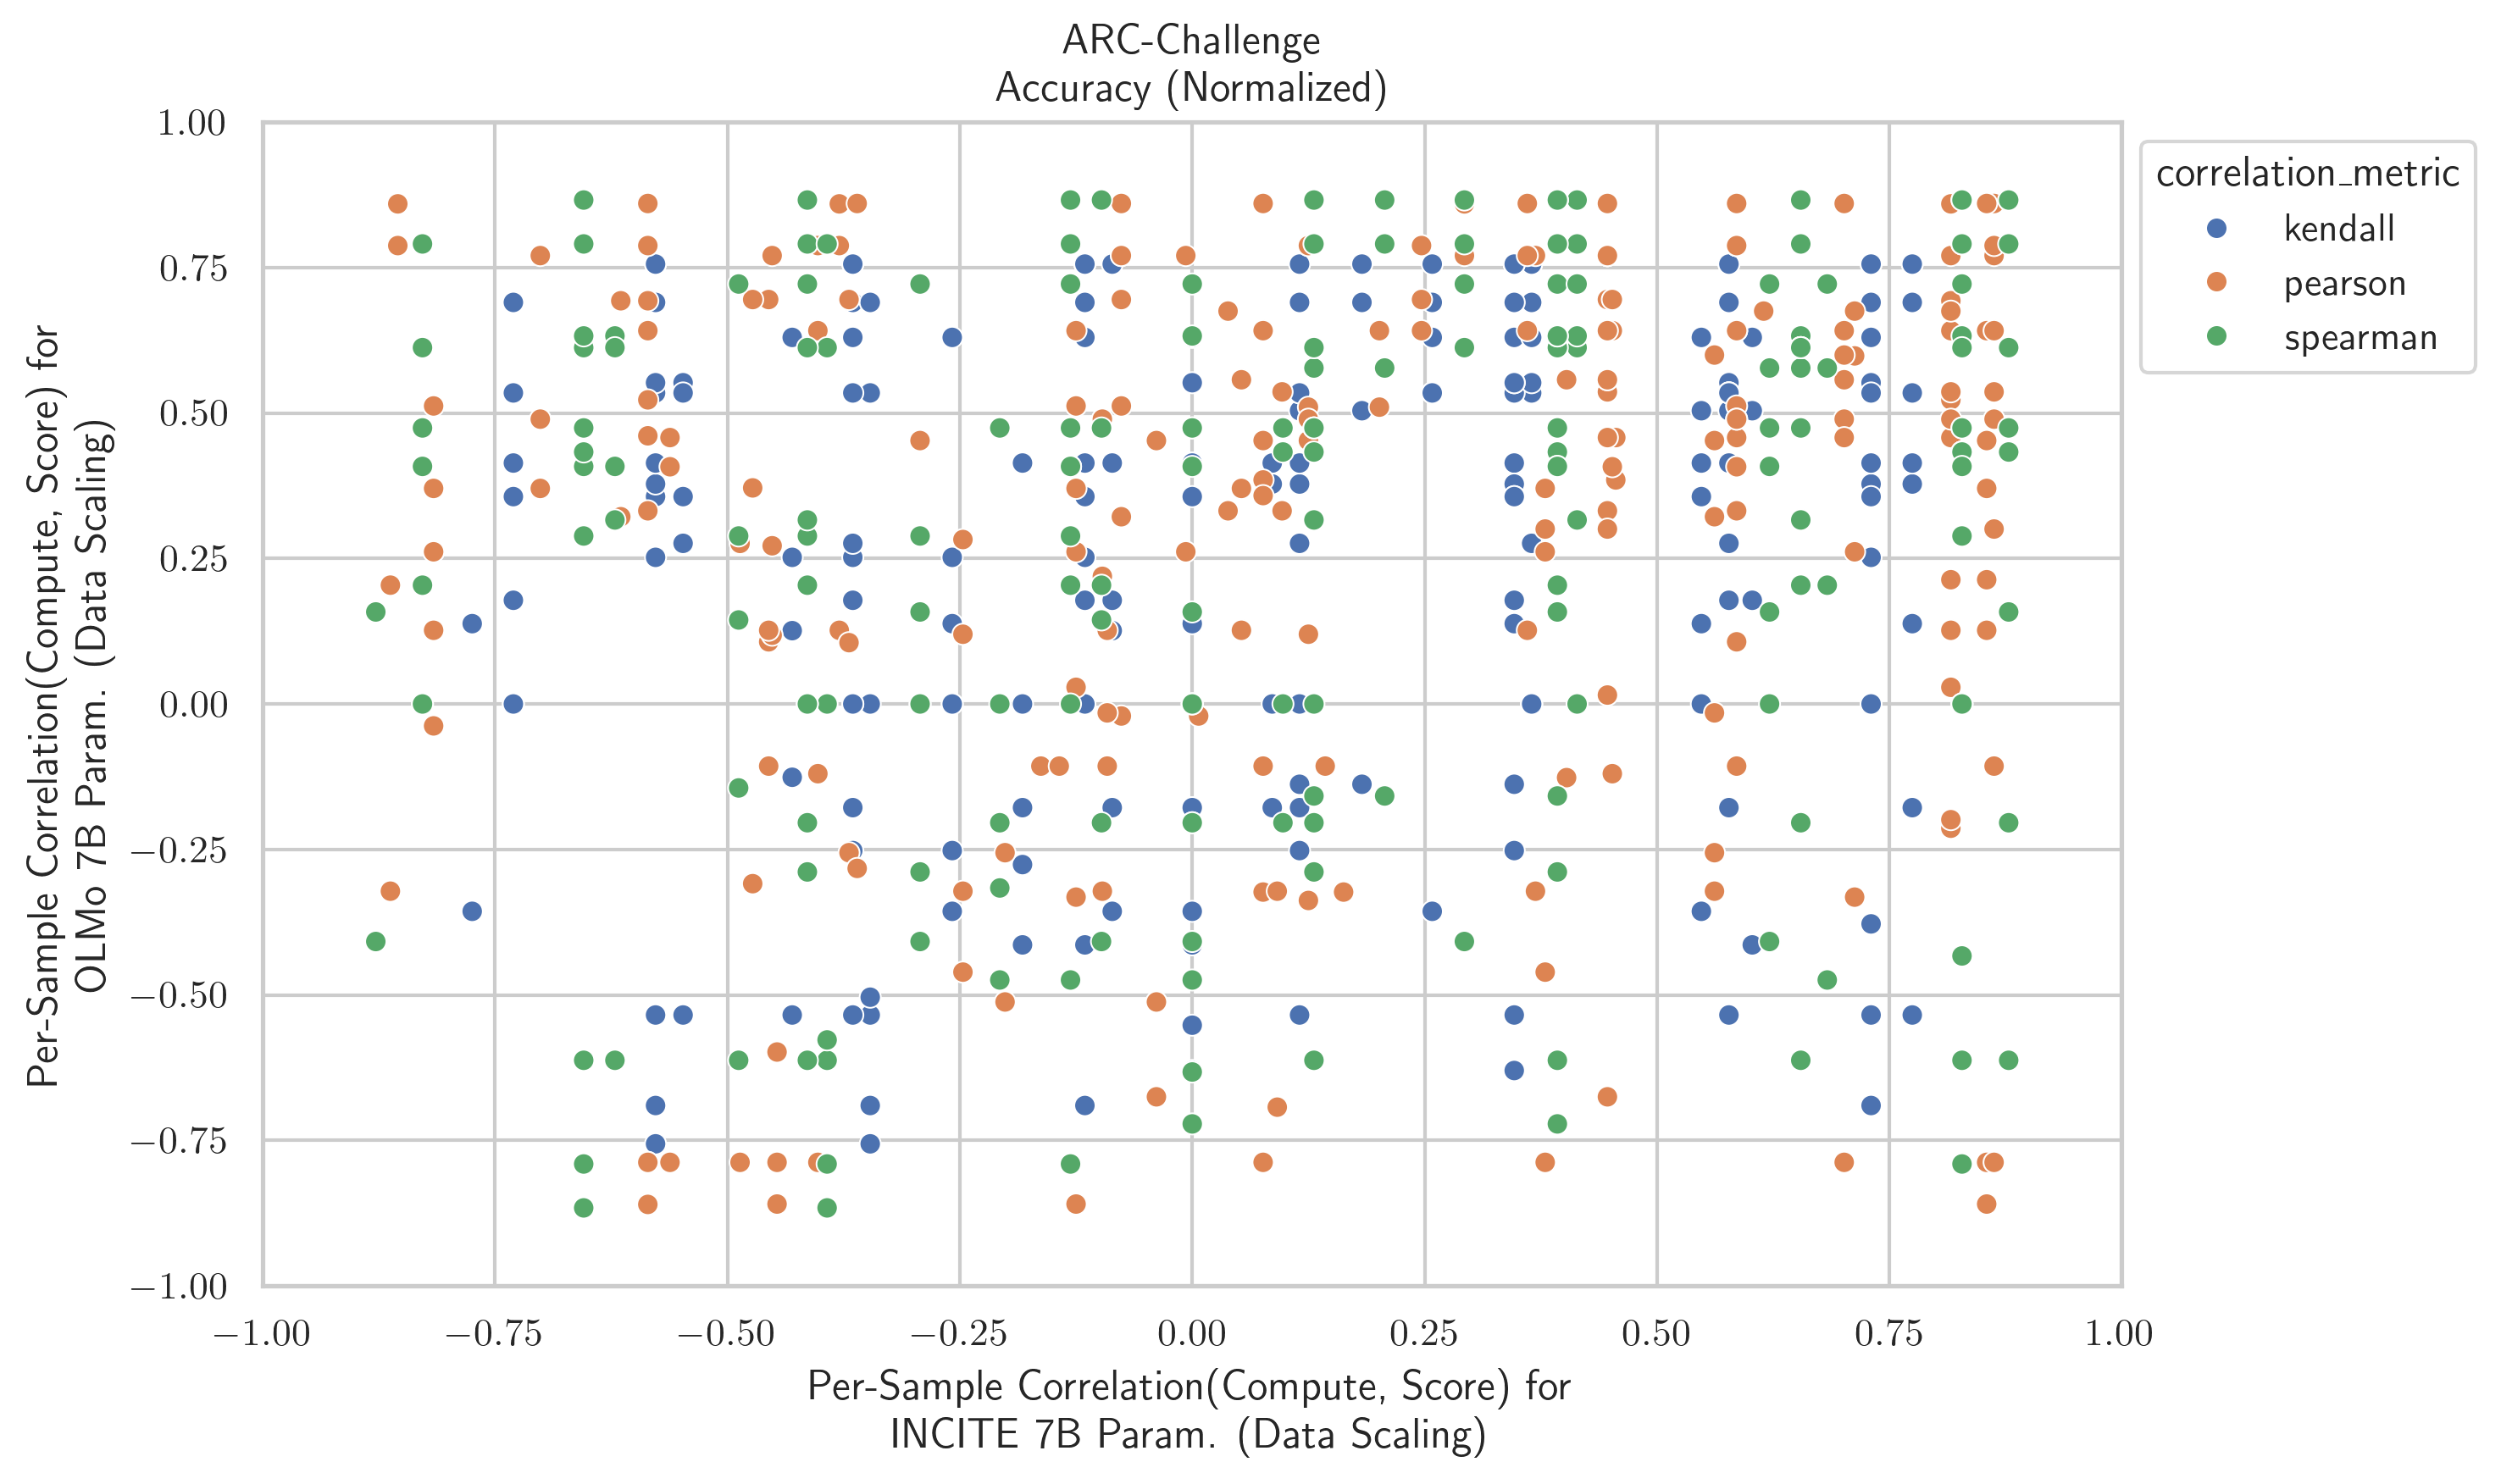 ARC-Challenge
Accuracy (Normalized)
Per-Sample Correlation(Compute, Score) for
OLMo 7B Param. (Data Scaling)
1.00
0.75
0.50
0.25
0.00
−0.25
−0.50
−0.75
−1.00
−1.00
−0.75
−0.50
−0.25
0.00
0.25
0.50
0.75
1.00
Per-Sample Correlation(Compute, Score) for
INCITE 7B Param. (Data Scaling)
correlation_metric
kendall
pearson
spearman